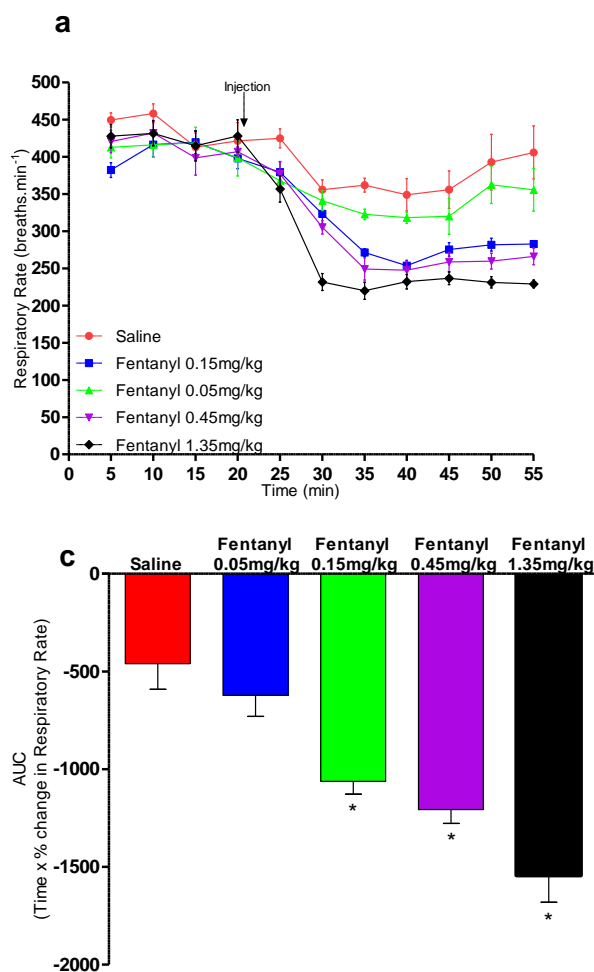 a
Injection
Respiratory Rate (breaths.min-1)
500
450
400
350
300
250
200
150
100
50
0
Saline
Fentanyl 0.15mg/kg
Fentanyl 0.05mg/kg
Fentanyl 0.45mg/kg
Fentanyl 1.35mg/kg
0 5 10 15 20 25 30 35 40 45 50 55
Time (min)
c
Saline
Fentanyl
0.05mg/kg
Fentanyl
0.15mg/kg
Fentanyl
0.45mg/kg
Fentanyl
1.35mg/kg
AUC
(Time x % change in Respiratory Rate)
0
-500
-1000
-1500
-2000
*
*
*